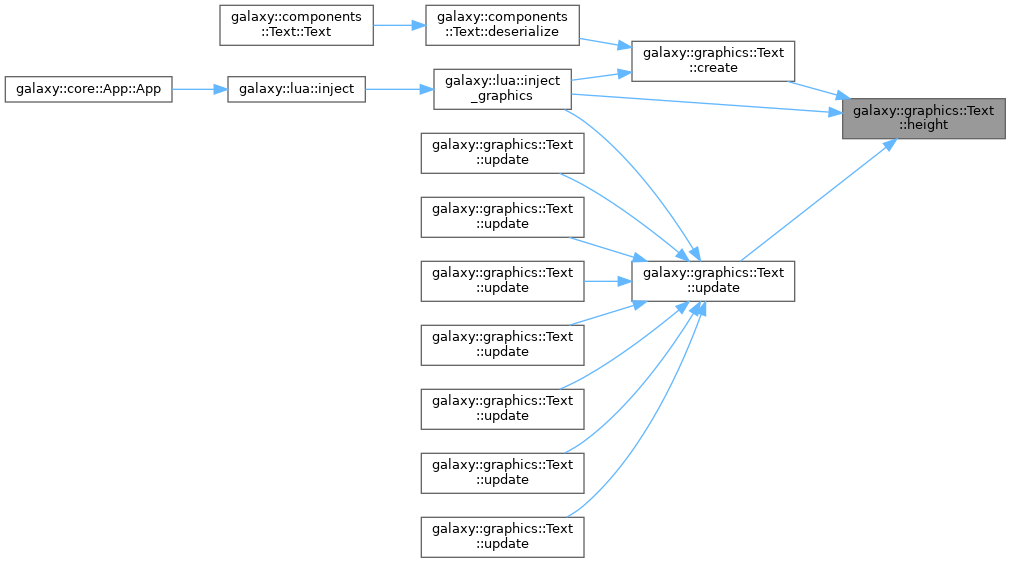 galaxy::components
::Text::Text
galaxy::components
::Text::deserialize
galaxy::graphics::Text
::create
galaxy::core::App::App
galaxy::lua::inject
galaxy::lua::inject
_graphics
galaxy::graphics::Text
::height
galaxy::graphics::Text
::update
galaxy::graphics::Text
::update
galaxy::graphics::Text
::update
galaxy::graphics::Text
::update
galaxy::graphics::Text
::update
galaxy::graphics::Text
::update
galaxy::graphics::Text
::update
galaxy::graphics::Text
::update